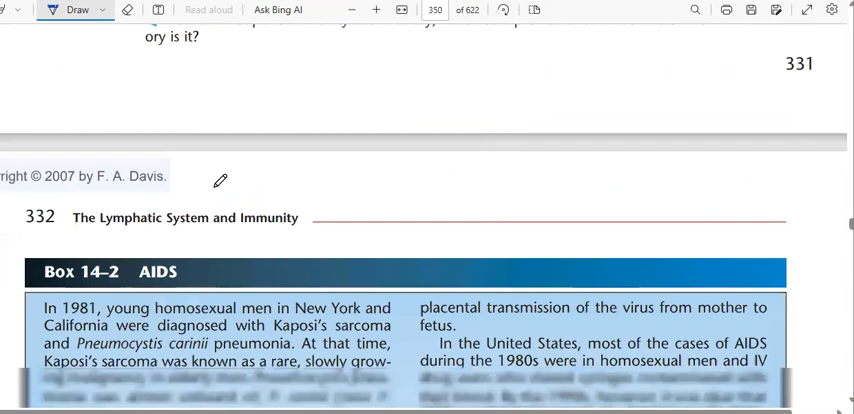 Draw
Read aloud
Ask Bing AI
350
of 622
ory is it?
331
right © 2007 by F. A. Davis.
332 The Lymphatic System and Immunity
Box 14–2 AIDS
In 1981, young homosexual men in New York and
California were diagnosed with Kaposi's sarcoma
and Pneumocystis carinii pneumonia. At that time,
Kaposi's sarcoma was known as a rare, slowly grow-
placental transmission of the virus from mother to
fetus.
In the United States, most of the cases of AIDS
during the 1980s were in homosexual men and IV